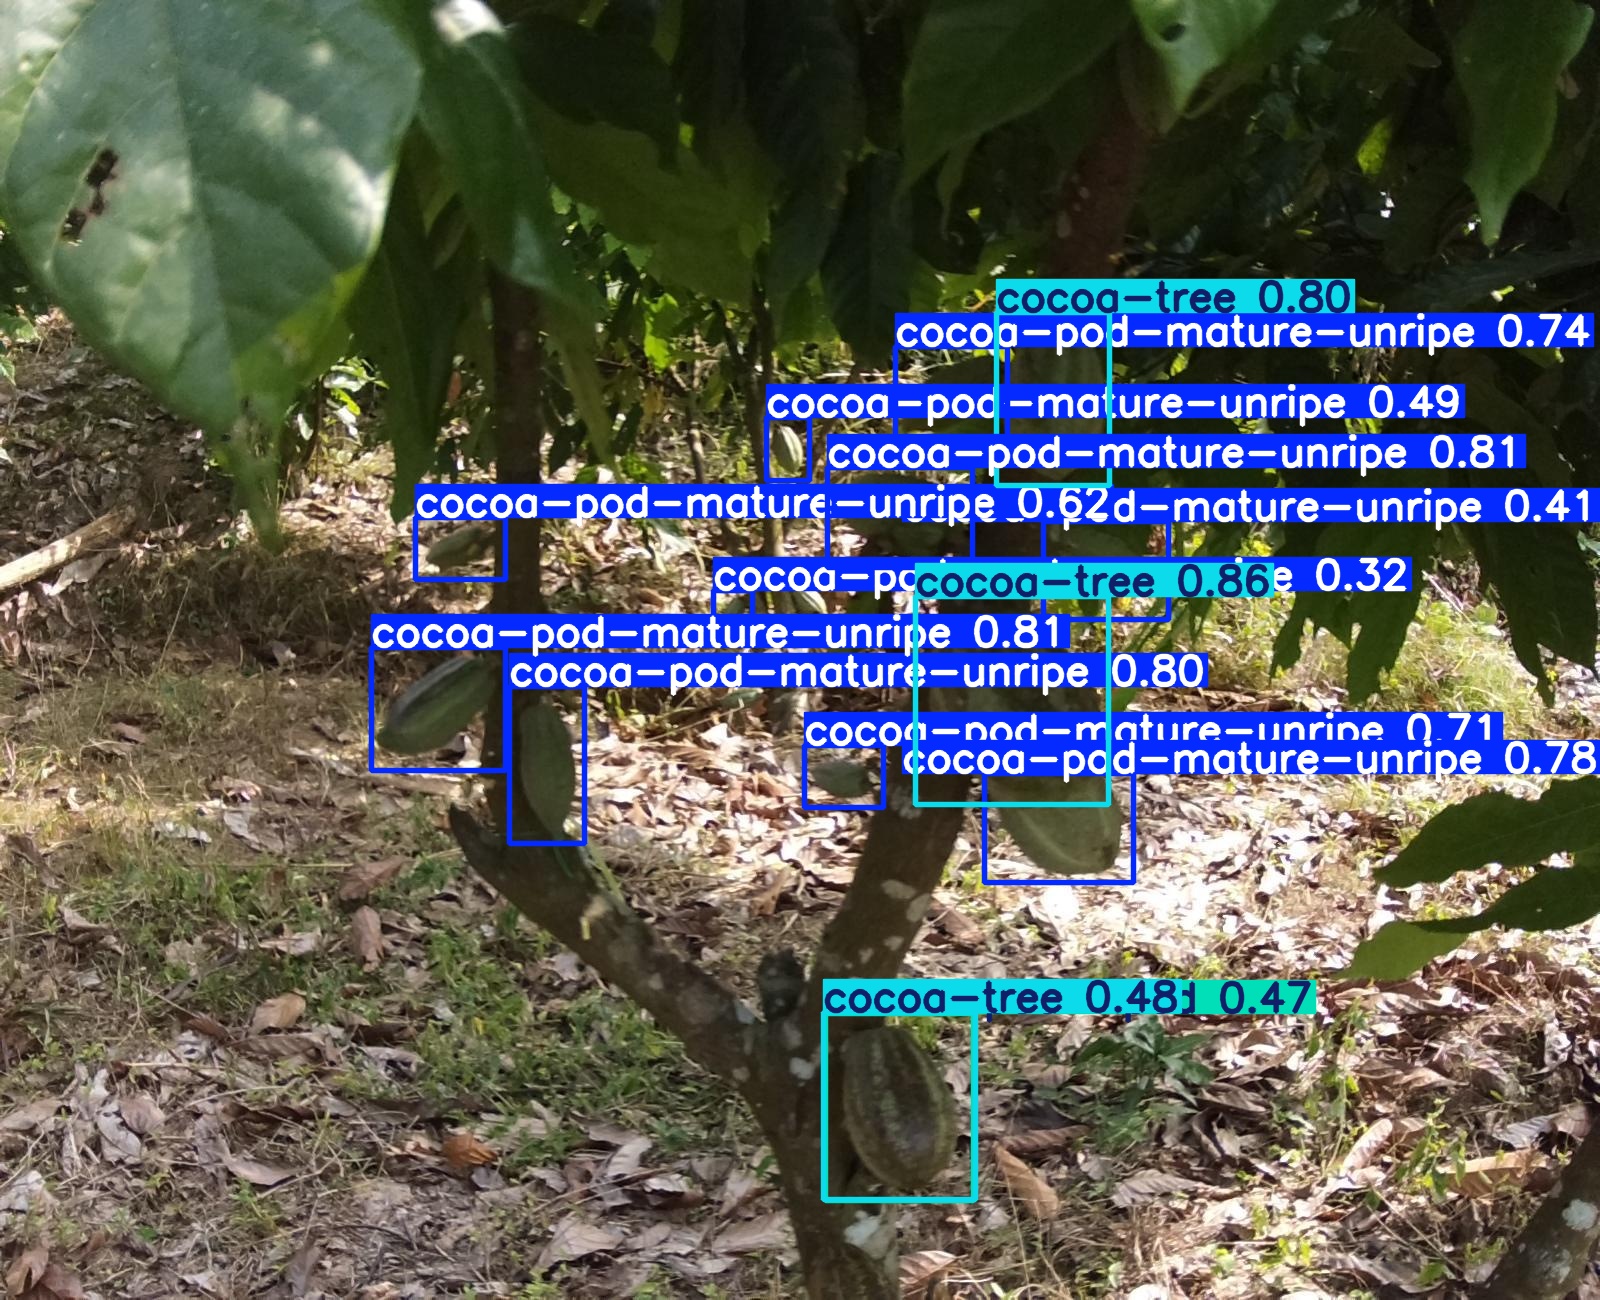 cocoa-tree 0.80
cocoa-pod-mature-unripe 0.74
cocoa-pod-mature-unripe 0.49
cocoa-pod-mature-unripe 0.81
cocoa-pod-mature-unripe 0.62
d-mature-unripe 0.41
cocoa-po e 0.32
cocoa-tree 0.86
cocoa-pod-mature-unripe 0.81
cocoa-pod-mature-unripe 0.80
cocoa-pod-mature-unripe 0.71
cocoa-pod-mature-unripe 0.78
cocoa-tree 0.48 0.47